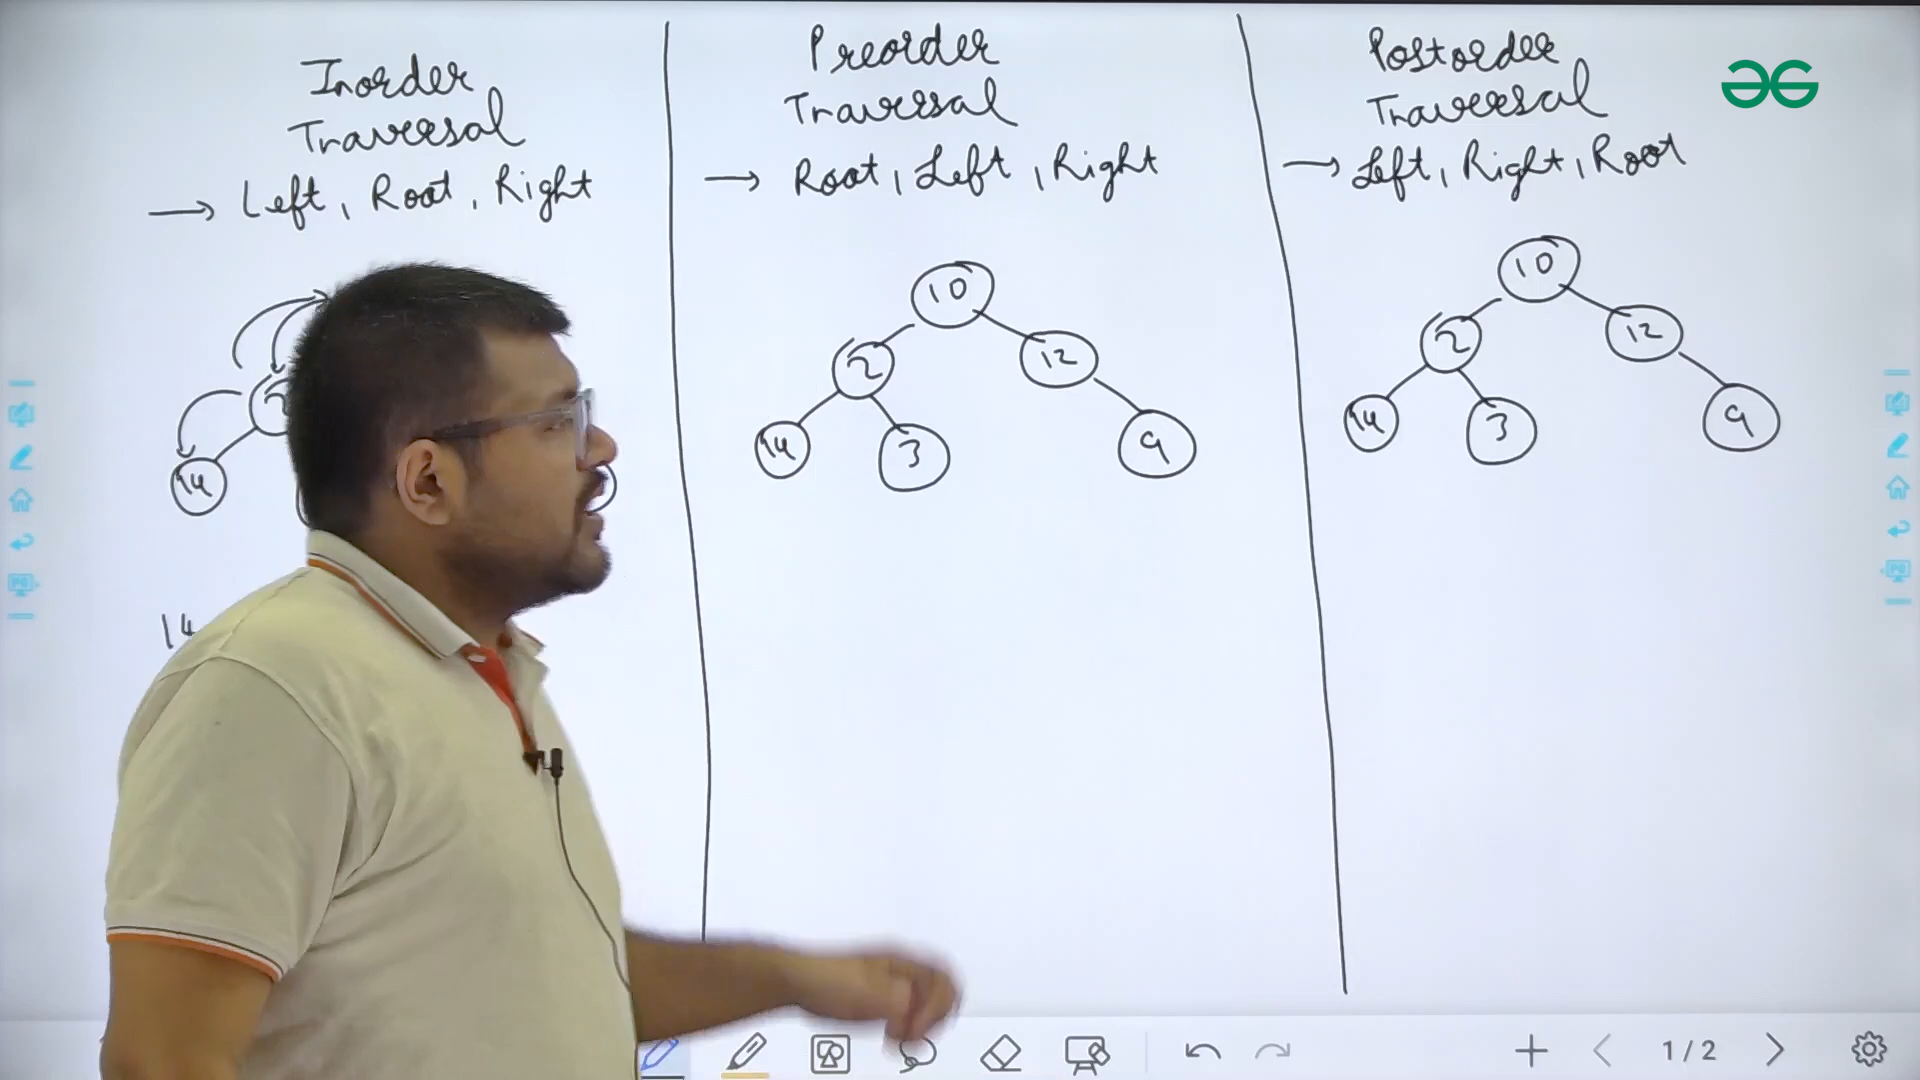 Inorder
Traversal
→ Left, Root, Right
14
14
Preorder
Traversal
→ Root, Left, Right
10
2
12
14
3
9
Postorder
Traversal
→ Left, Right, Root
10
2
12
14
3
9
1/2